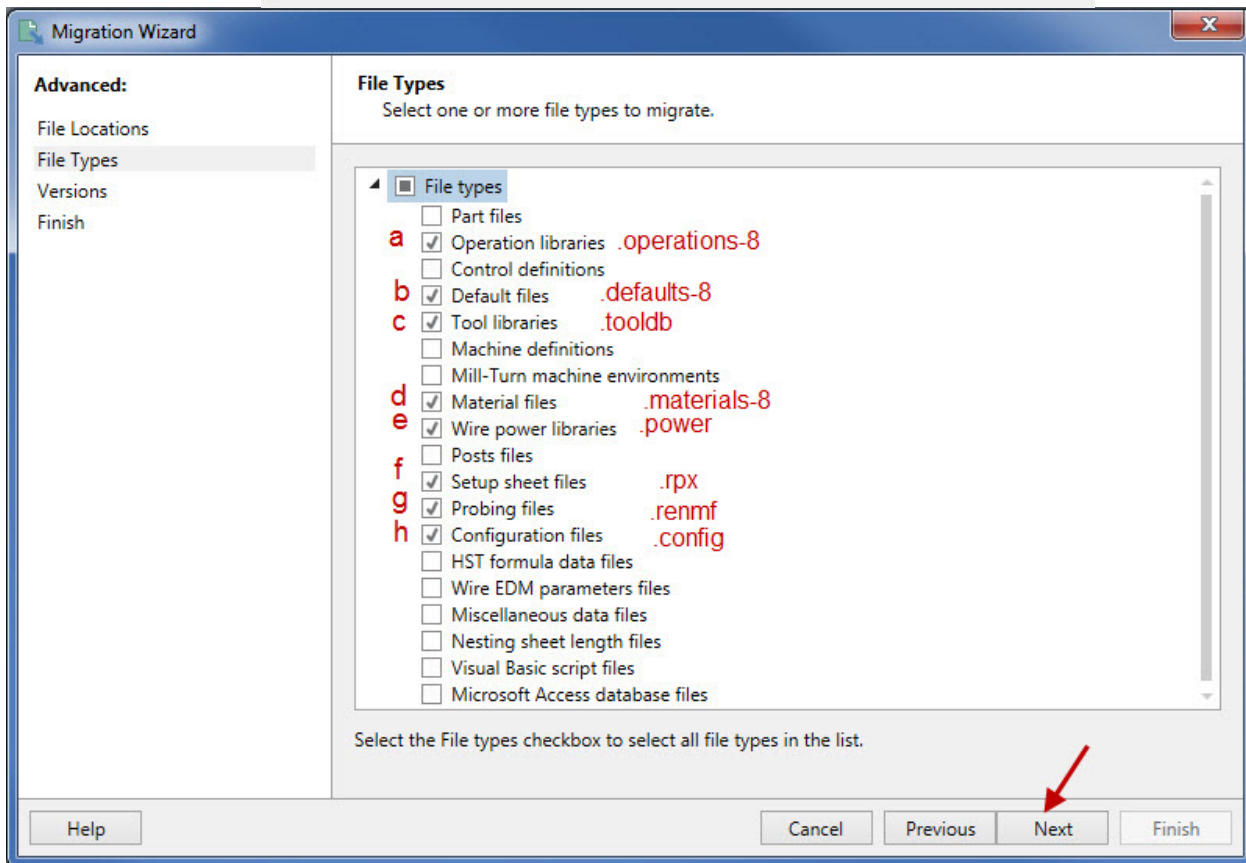 Migration Wizard
x
Advanced:
File Locations
File Types
Versions
Finish
File Types
Select one or more file types to migrate.
File types
Part files
a Operation libraries .operations-8
Control definitions
b Default files .defaults-8
c Tool libraries .tooldb
Machine definitions
Mill-Turn machine environments
d Material files .materials-8
e Wire power libraries .power
Posts files
f Setup sheet files .rpx
g Probing files .renmf
h Configuration files .config
HST formula data files
Wire EDM parameters files
Miscellaneous data files
Nesting sheet length files
Visual Basic script files
Microsoft Access database files
Select the File types checkbox to select all file types in the list.
Help Cancel Previous Next Finish